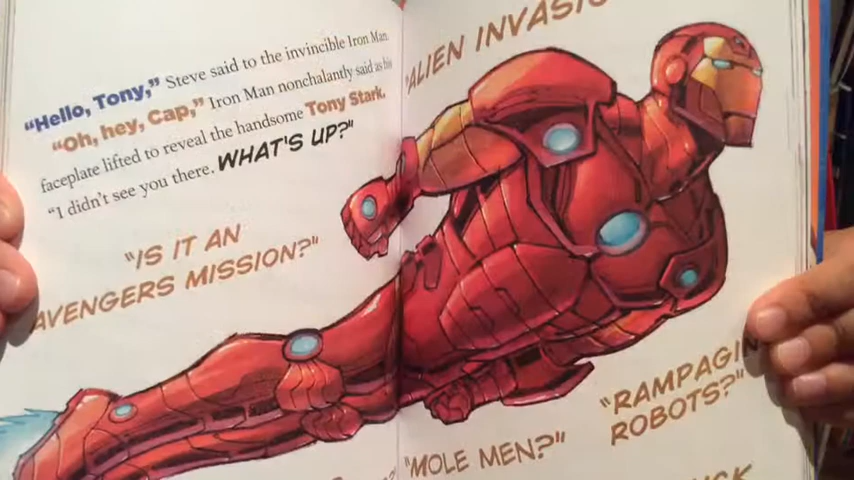 "Hello, Tony," Steve said to the invincible Iron Man.
"Oh, hey, Cap," Iron Man nonchalantly said as his
faceplate lifted to reveal the handsome Tony Stark.
"I didn't see you there. WHAT'S UP?"
"IS IT AN
AVENGERS MISSION?"
"ALIEN INVASIO
"MOLE MEN?"
"RAMPAGIN
ROBOTS?"